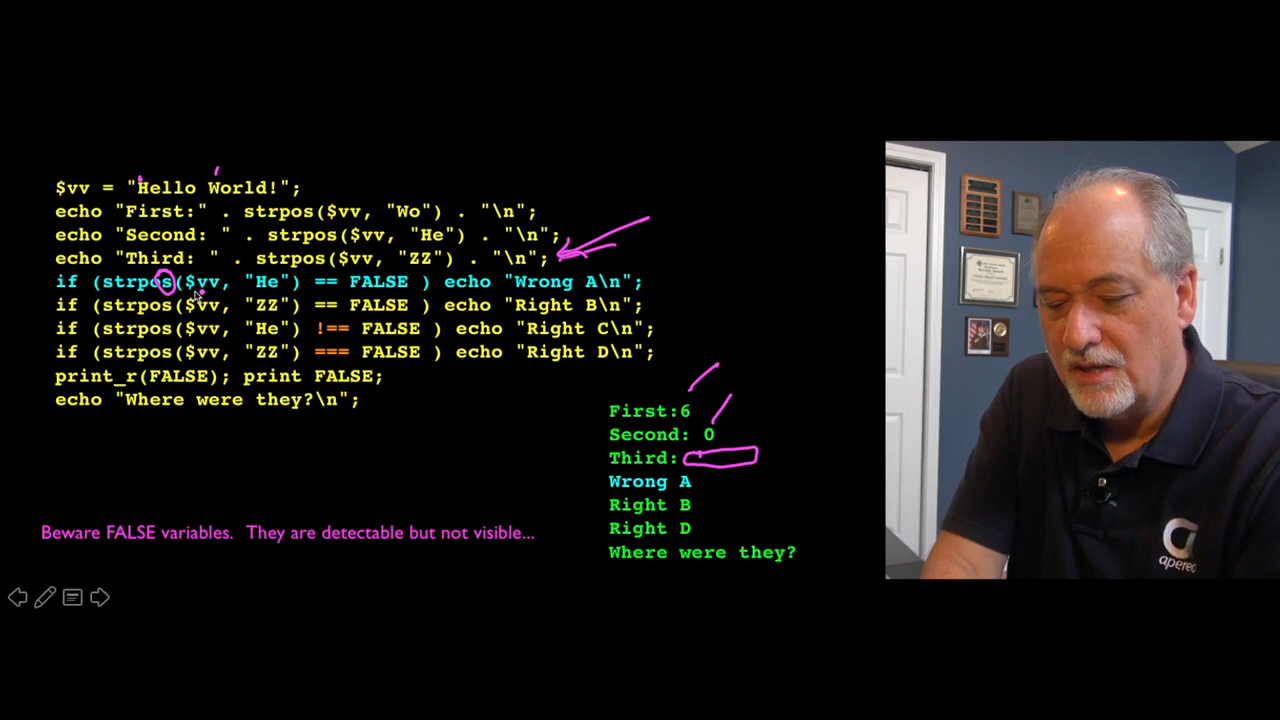 $vv = "Hello World!";
echo "First:" . strpos($vv, "Wo") . "\n";
echo "Second: " . strpos($vv, "He") . "\n";
echo "Third: " . strpos($vv, "ZZ") . "\n";
if (strpos($vv, "He" ) == FALSE ) echo "Wrong A\n";
if (strpos($vv, "ZZ") == FALSE ) echo "Right B\n";
if (strpos($vv, "He") !== FALSE ) echo "Right C\n";
if (strpos($vv, "ZZ") === FALSE ) echo "Right D\n";
print_r(FALSE); print FALSE;
echo "Where were they?\n";
First:6
Second: 0
Third:
Wrong A
Right B
Right D
Where were they?
Beware FALSE variables. They are detectable but not visible...
apereo